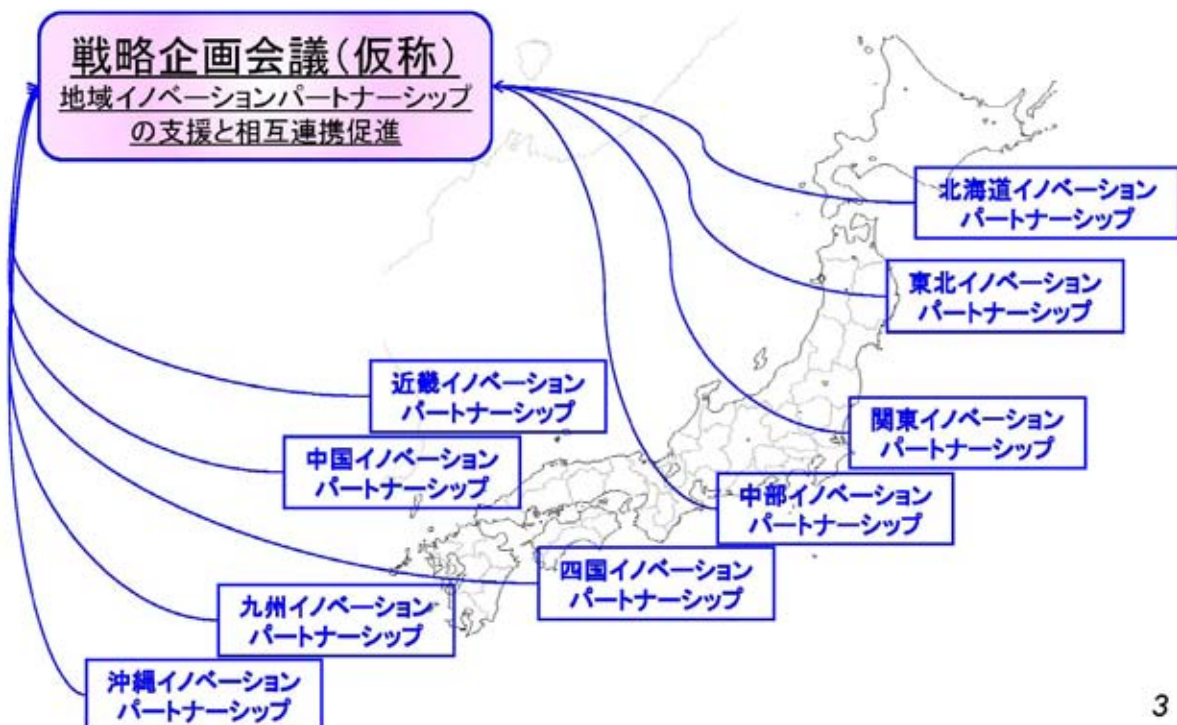 戦略企画会議(仮称)
地域イノベーションパートナーシップ
の支援と相互連携促進
北海道イノベーション
パートナーシップ
東北イノベーション
パートナーシップ
近畿イノベーション
パートナーシップ
関東イノベーション
パートナーシップ
中国イノベーション
パートナーシップ
中部イノベーション
パートナーシップ
四国イノベーション
パートナーシップ
九州イノベーション
パートナーシップ
沖縄イノベーション
パートナーシップ
3